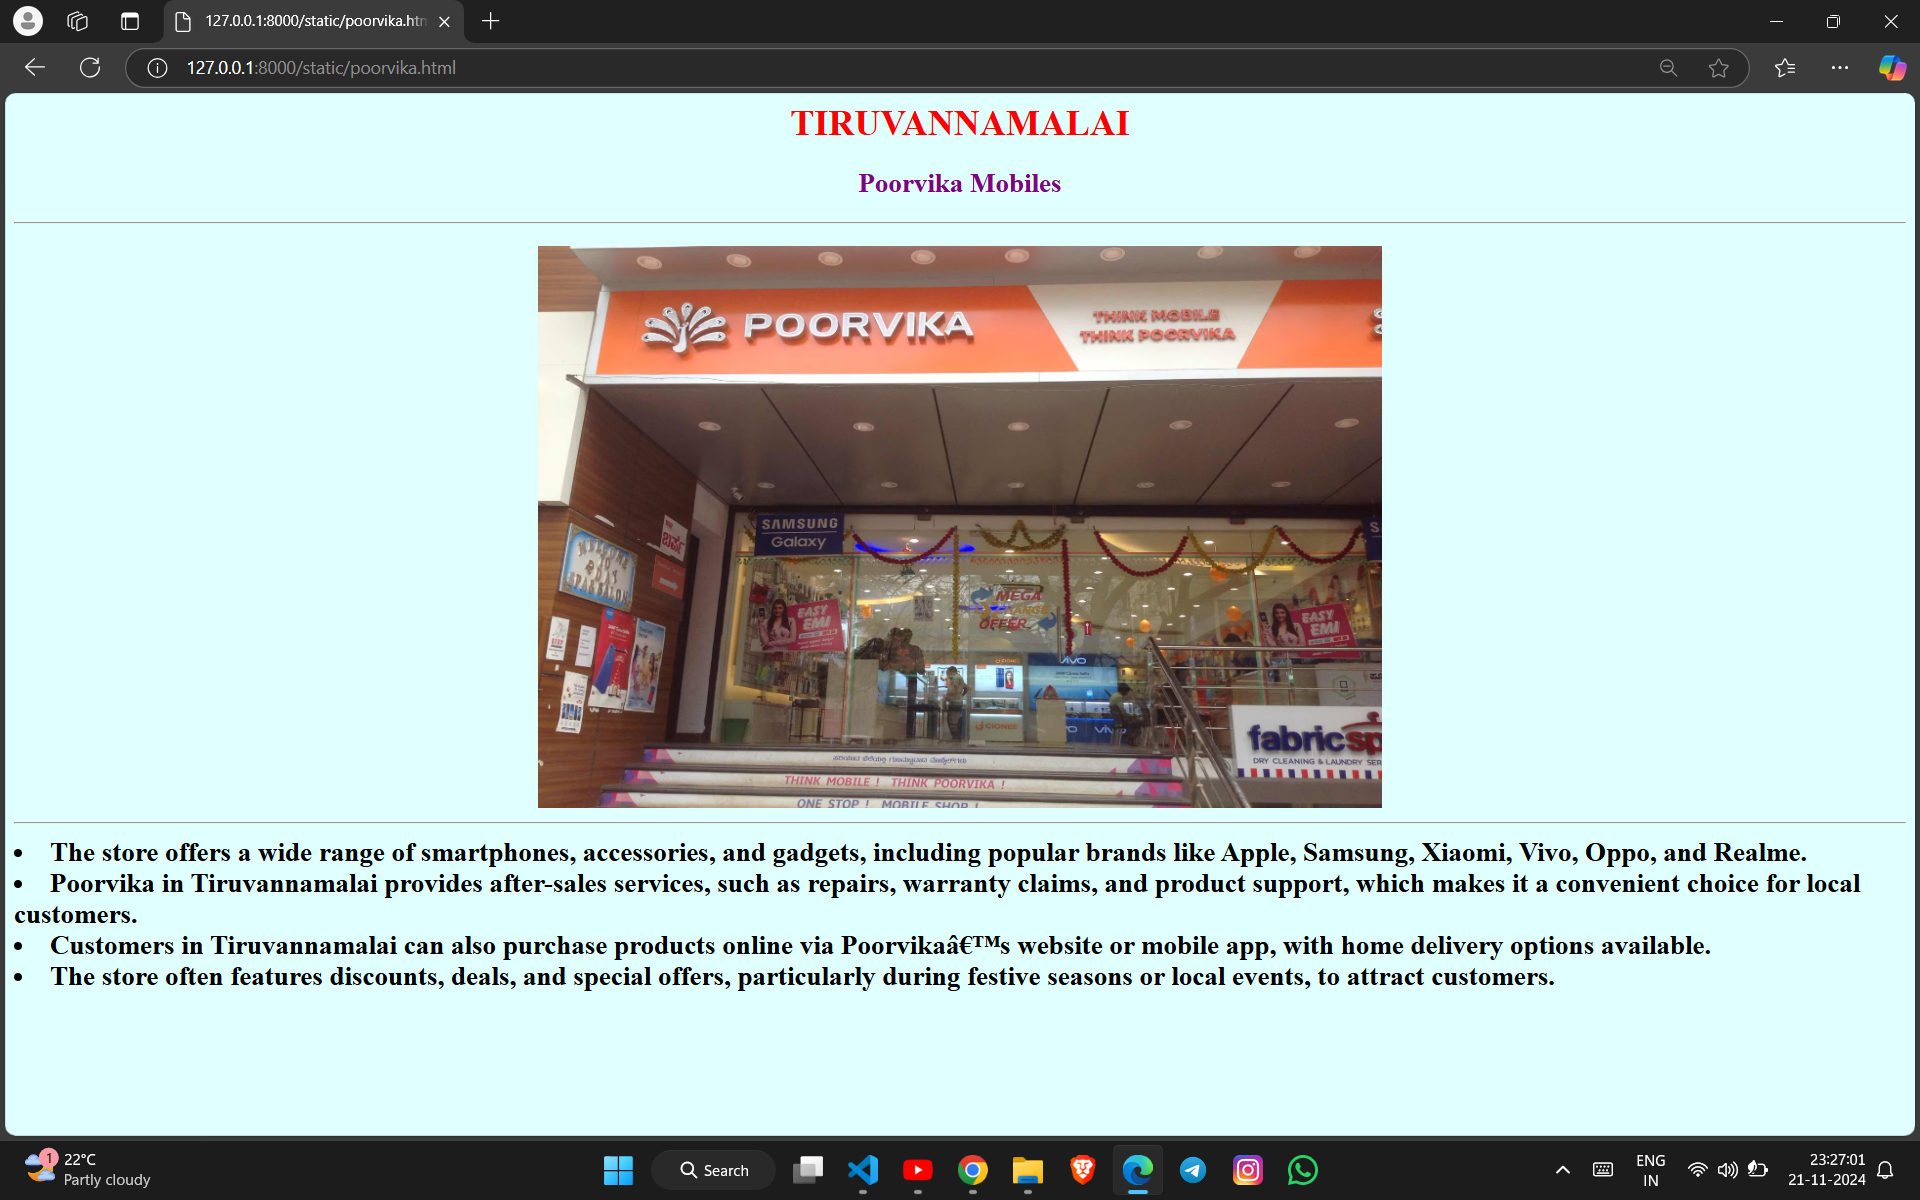 127.0.0.1:8000/static/poorvika.htm
127.0.0.1:8000/static/poorvika.html
TIRUVANNAMALAI
Poorvika Mobiles
POORVIKA
THINK MOBILE
THINK POORVIKA
SAMSUNG
Galaxy
S
EASY
EMI
MEGA
OFFER
EASY
EMI
vivo
GIONEE
fabricsp
DRY CLEANING & LAUNDRY SER
THINK MOBILE ! THINK POORVIKA !
ONE STOP ! MOBILE SHOP !
• The store offers a wide range of smartphones, accessories, and gadgets, including popular brands like Apple, Samsung, Xiaomi, Vivo, Oppo, and Realme.
• Poorvika in Tiruvannamalai provides after-sales services, such as repairs, warranty claims, and product support, which makes it a convenient choice for local
customers.
• Customers in Tiruvannamalai can also purchase products online via Poorvikaâ€™s website or mobile app, with home delivery options available.
• The store often features discounts, deals, and special offers, particularly during festive seasons or local events, to attract customers.
1
22°C
Partly cloudy
Search
ENG
IN
23:27:01
21-11-2024